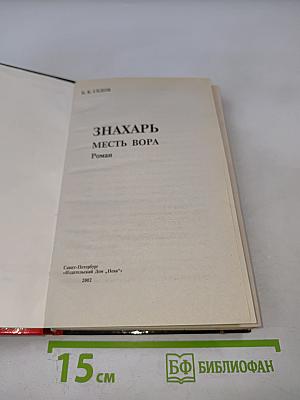 Б. К. СЕДОВ
ЗНАХАРЬ
МЕСТЬ ВОРА
Роман
Санкт-Петербург
«Издательский Дом „Нева“»
2002
15 см
БФ БИБЛИОФАН